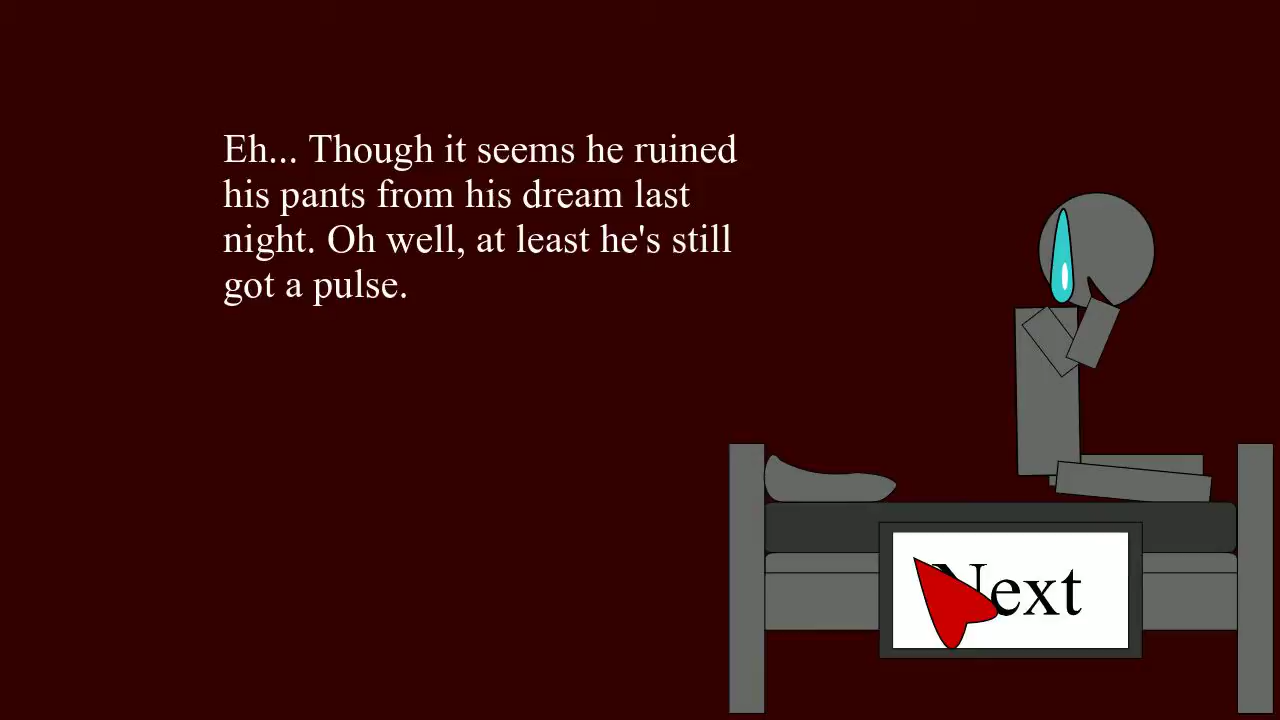 Eh... Though it seems he ruined
his pants from his dream last
night. Oh well, at least he's still
got a pulse.
Next